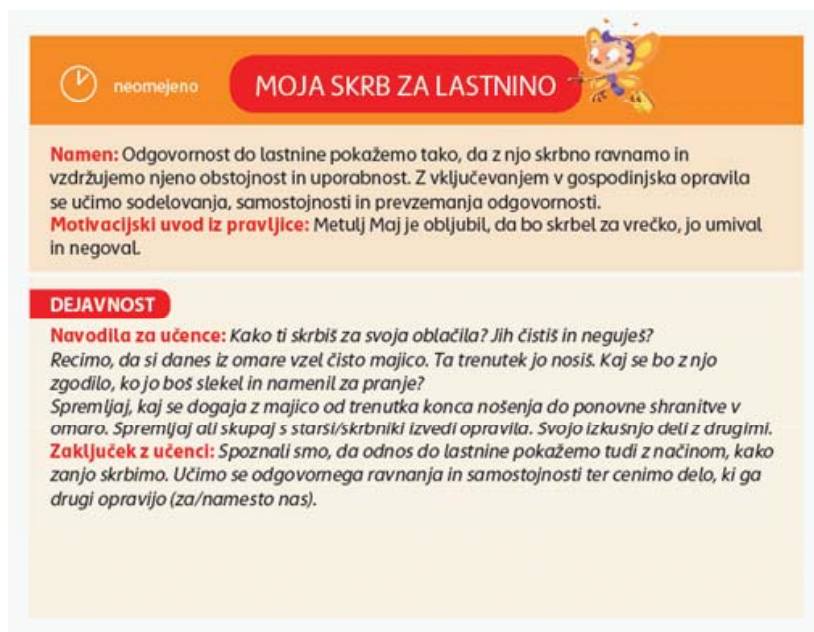 neomejeno
MOJA SKRB ZA LASTNINO
Namen: Odgovornost do lastnine pokažemo tako, da z njo skrbno ravnamo in
vzdržujemo njeno obstojnost in uporabnost. Z vključevanjem v gospodinjska opravila
se učimo sodelovanja, samostojnosti in prevzemanja odgovornosti.
Motivacijski uvod iz pravljice: Metulj Maj je obljubil, da bo skrbel za vrečko, jo umival
in negoval.
DEJAVNOST
Navodila za učence: Kako ti skrbiš za svoja oblačila? Jih čistiš in neguješ?
Recimo, da si danes iz omare vzel čisto majico. Ta trenutek jo nosiš. Kaj se bo z njo
zgodilo, ko jo boš slekel in namenil za pranje?
Spremljaj, kaj se dogaja z majico od trenutka konca nošenja do ponovne shranitve v
omaro. Spremljaj ali skupaj s starši/skrbniki izvedi opravila. Svojo izkušnjo deli z drugimi.
Zaključek z učenci: Spoznali smo, da odnos do lastnine pokažemo tudi z načinom, kako
zanjo skrbimo. Učimo se odgovornega ravnanja in samostojnosti ter cenimo delo, ki ga
drugi opravijo (za/namesto nas).